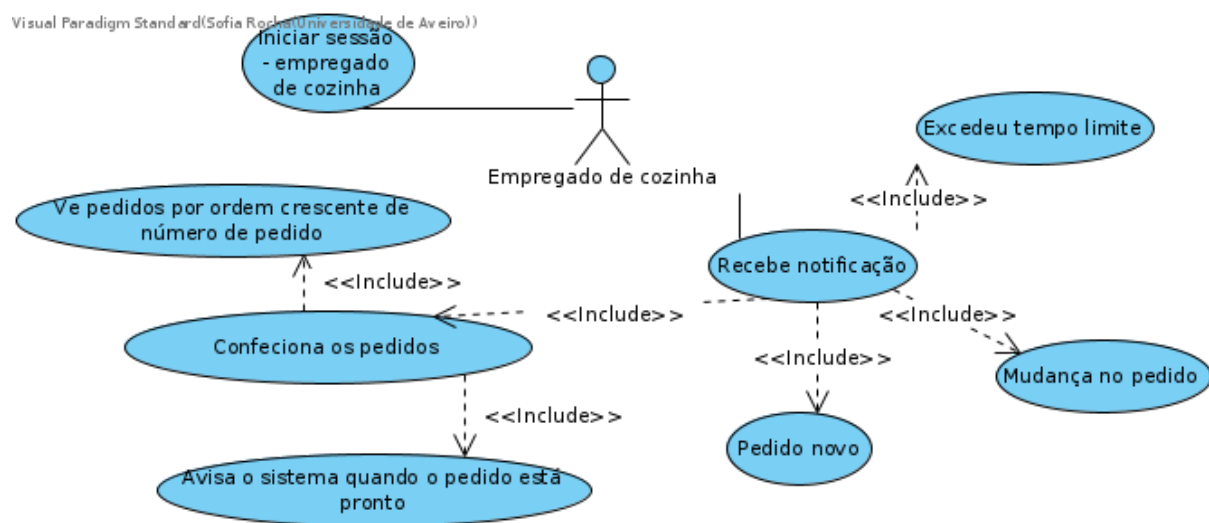 Visual Paradigm Standard(Sofia Rocha(Universidade de Aveiro))
Iniciar sessão
- empregado
de cozinha
Excedeu tempo limite
Empregado de cozinha
<<Include>>
Ve pedidos por ordem crescente de
número de pedido
Recebe notificação
<<Include>>
<<Include>>
<<Include>>
Confeciona os pedidos
<<Include>>
Mudança no pedido
<<Include>>
Pedido novo
Avisa o sistema quando o pedido está
pronto